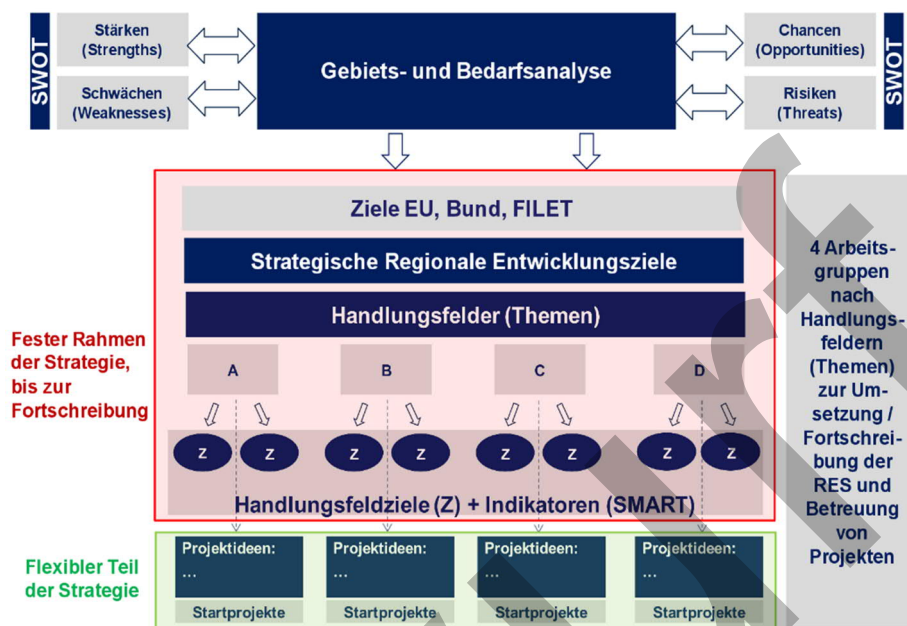 SWOT
Stärken
(Strengths)
Schwächen
(Weaknesses)
Gebiets- und Bedarfsanalyse
Chancen
(Opportunities)
Risiken
(Threats)
SWOT
Ziele EU, Bund, FILET
Strategische Regionale Entwicklungsziele
Handlungsfelder (Themen)
A
B
C
D
Z
Z
Z
Z
Z
Z
Z
Z
Handlungsfeldziele (Z) + Indikatoren (SMART)
Fester Rahmen
der Strategie,
bis zur
Fortschreibung
Projektideen:
...
Projektideen:
...
Projektideen:
...
Projektideen:
...
Startprojekte
Startprojekte
Startprojekte
Startprojekte
Flexibler Teil
der Strategie
4 Arbeits-
gruppen
nach
Handlungs-
feldern
(Themen)
zur Um-
setzung /
Fortschrei-
bung der
RES und
Betreuung
von
Projekten